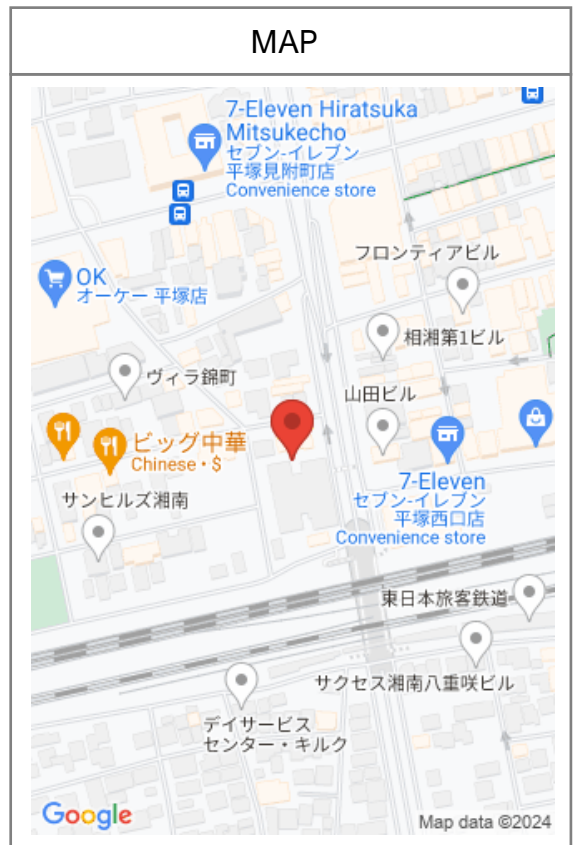 MAP
7-Eleven Hiratsuka
Mitsukecho
セブン-イレブン
平塚見附町店
Convenience store
フロンティアビル
OK
オーケー 平塚店
相湘第1ビル
ヴィラ錦町
山田ビル
ビッグ中華
Chinese・$
サンヒルズ湘南
7-Eleven
セブン-イレブン
平塚西口店
Convenience store
東日本旅客鉄道
サクセス湘南八重咲ビル
デイサービス
センター・キルク
Google
Map data ©2024